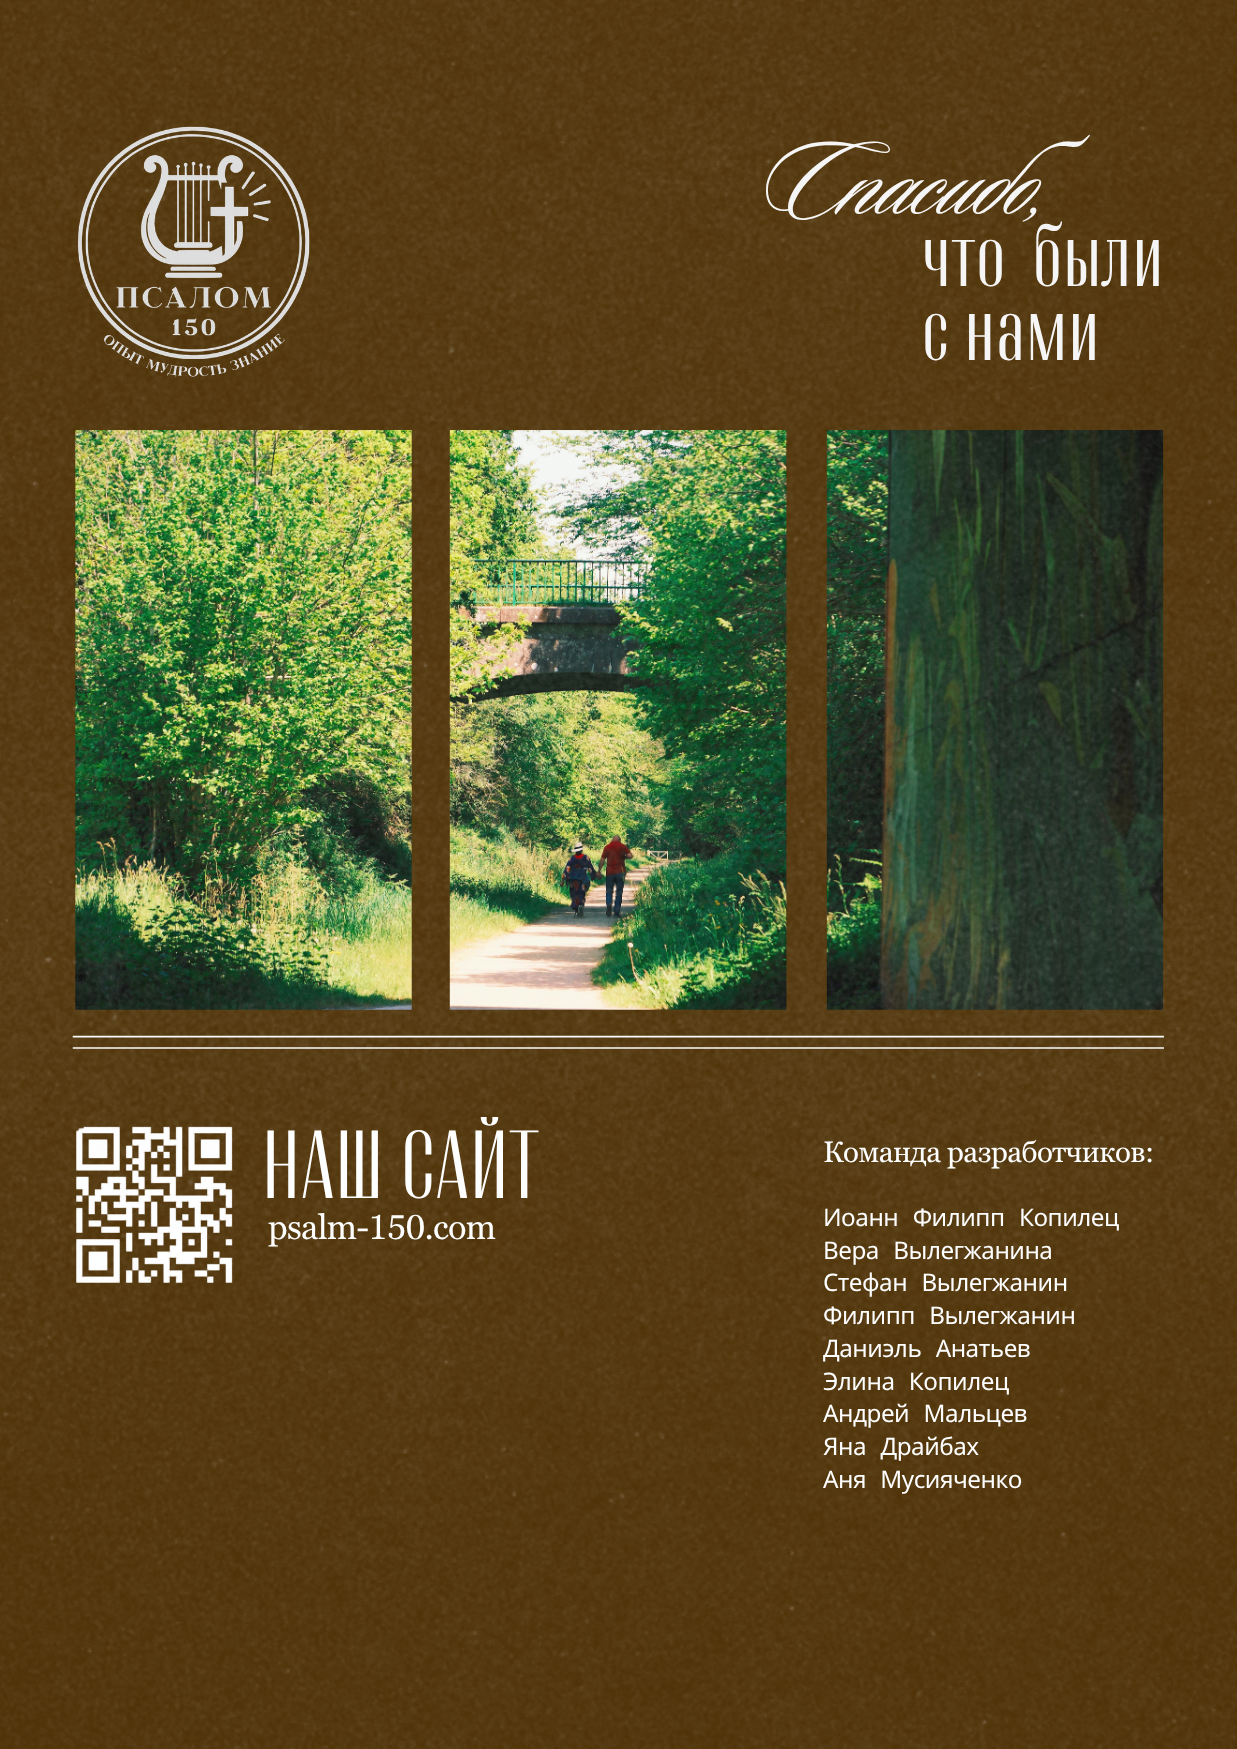 ПСАЛОМ
150
ОПЫТ МУДРОСТЬ ЗНАНИЕ
Спасибо,
что были
с нами
НАШ САЙТ
psalm-150.com
Команда разработчиков:
Иоанн Филипп Копилец
Вера Вылегжанина
Стефан Вылегжанин
Филипп Вылегжанин
Даниэль Анатьев
Элина Копилец
Андрей Мальцев
Яна Драйбах
Аня Мусияченко